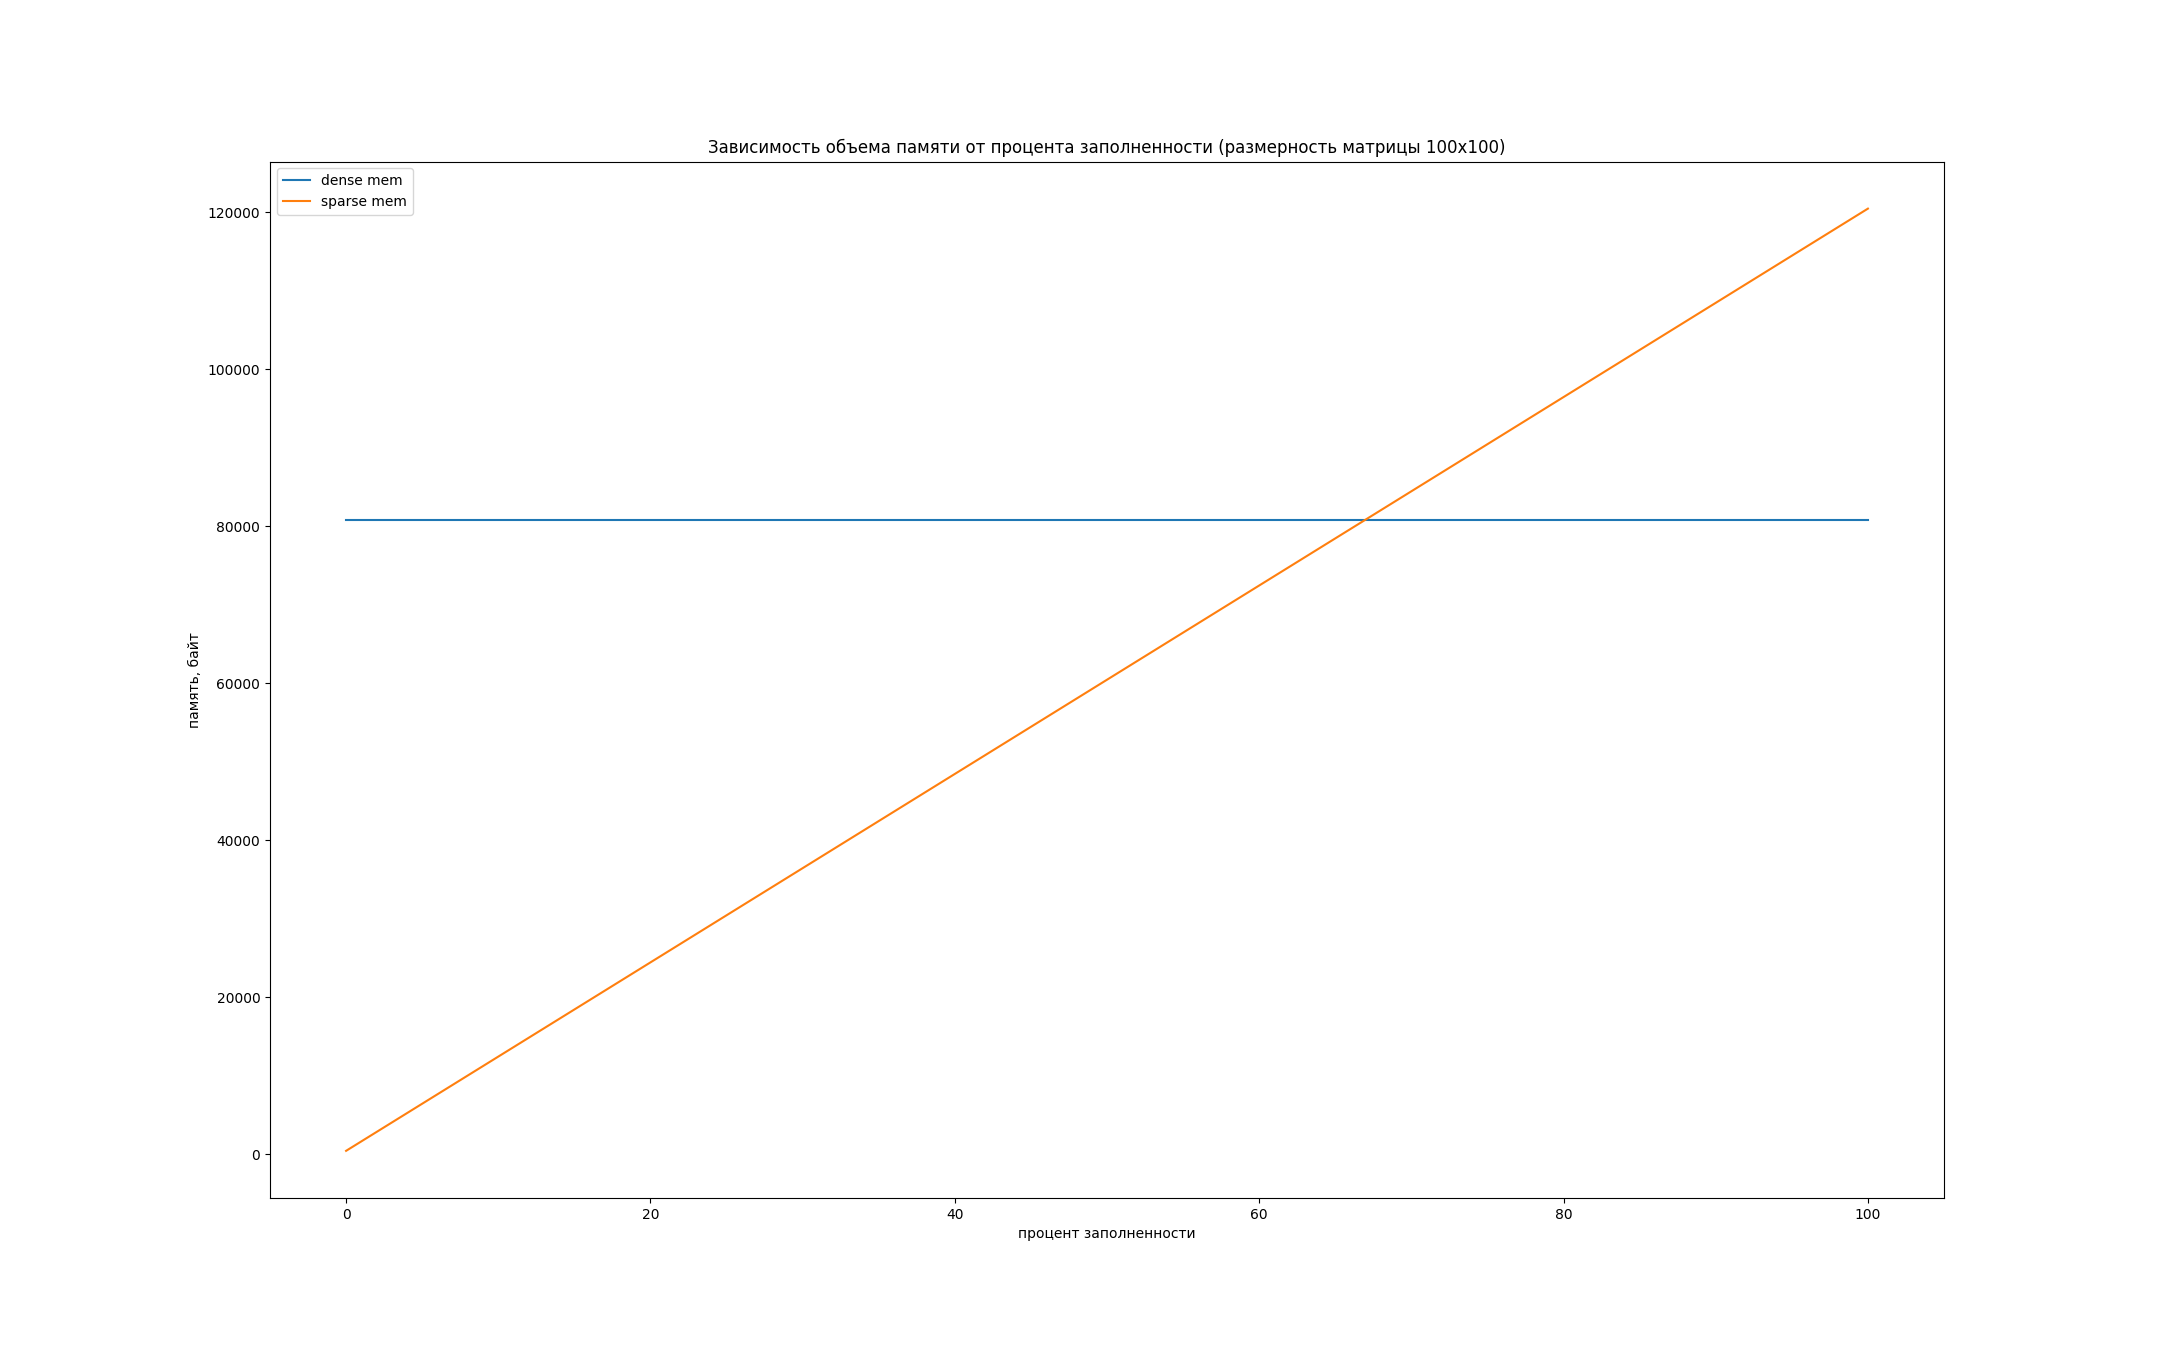 Зависимость объема памяти от процента заполненности (размерность матрицы 100x100)
dense mem
sparse mem
120000
100000
80000
60000
40000
20000
0
память, байт
0 20 40 60 80 100
процент заполненности